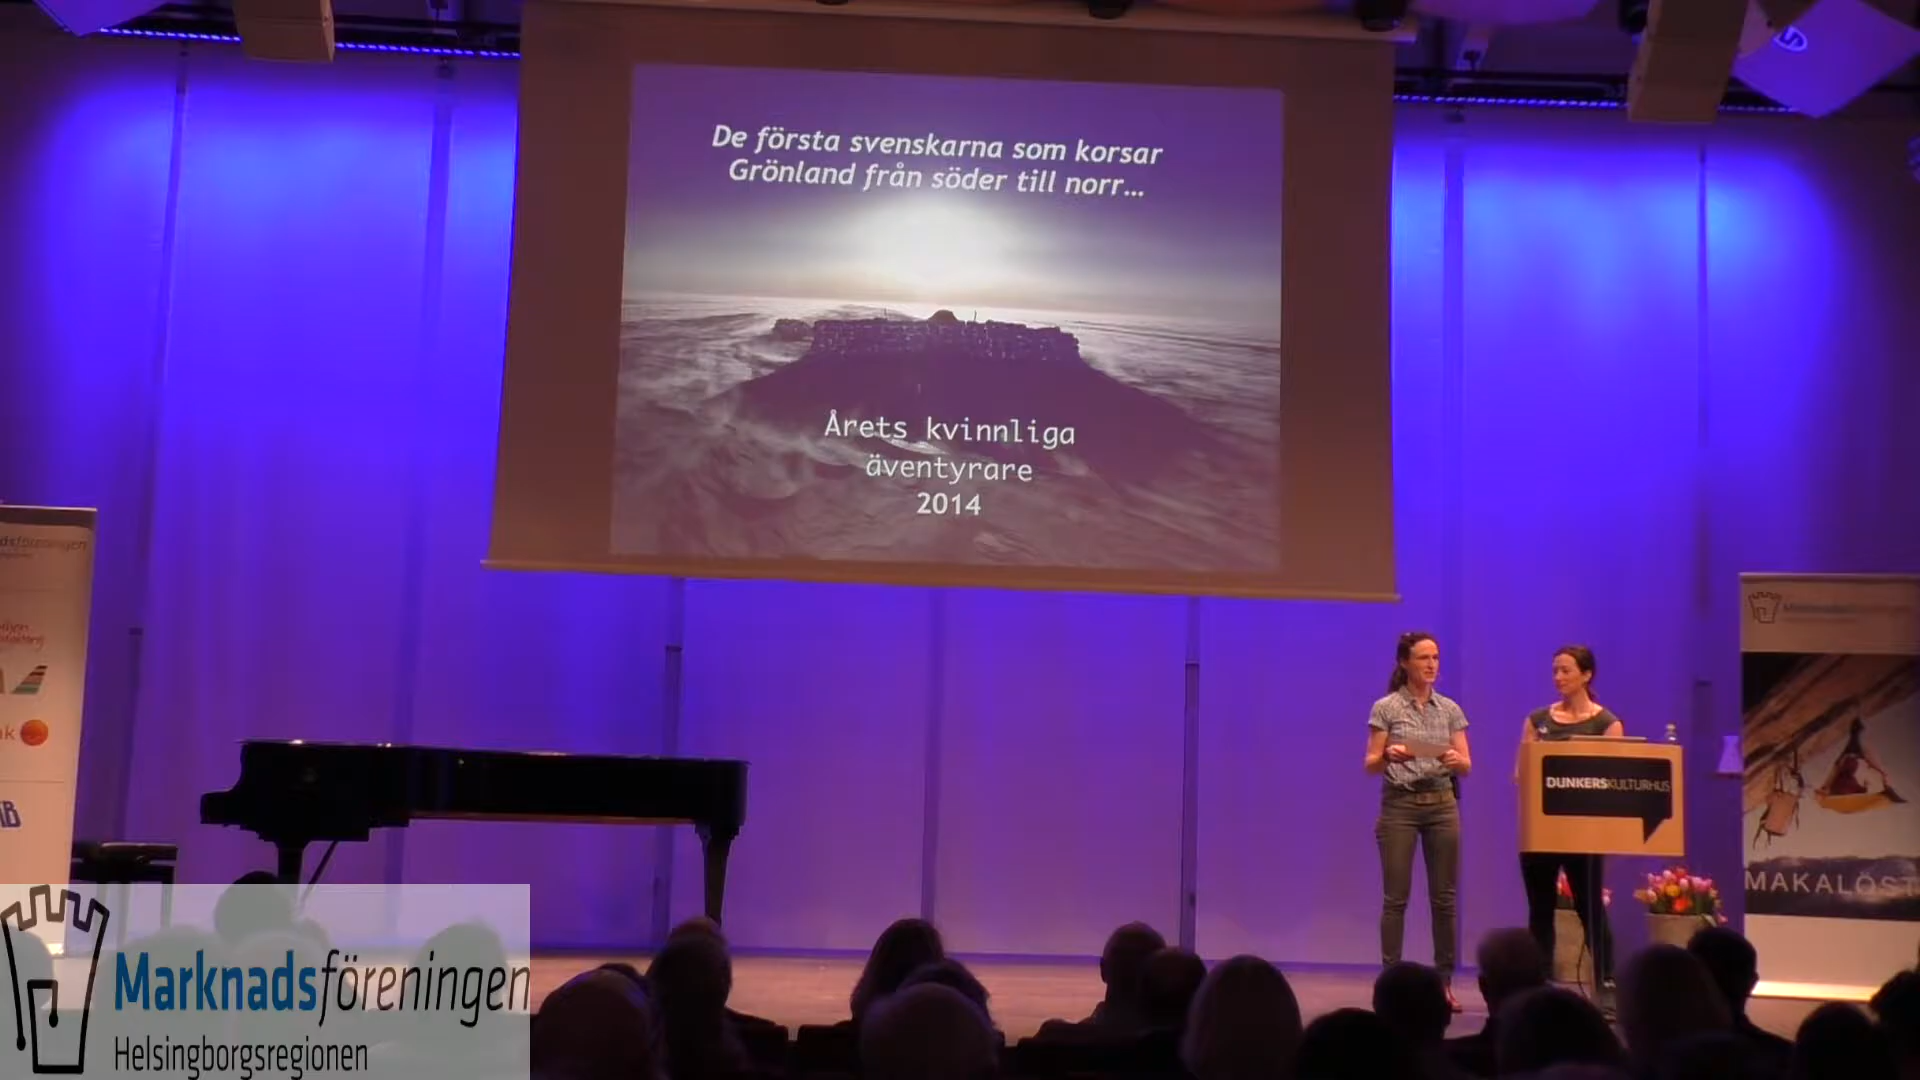 De första svenskarna som korsar
Grönland från söder till norr...
Årets kvinnliga
äventyrare
2014
DUNKERSKULTURHUS
MAKALÖST
Marknadsföreningen
Helsingborgsregionen